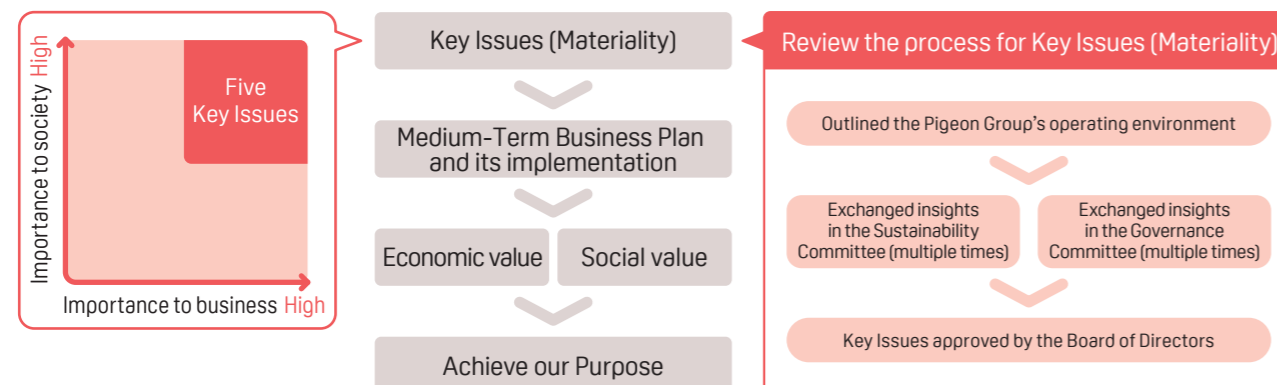 Importance to society High
Five
Key Issues
Importance to business High
Key Issues (Materiality)
Medium-Term Business Plan
and its implementation
Economic value
Social value
Achieve our Purpose
Review the process for Key Issues (Materiality)
Outlined the Pigeon Group's operating environment
Exchanged insights
in the Sustainability
Committee (multiple times)
Exchanged insights
in the Governance
Committee (multiple times)
Key Issues approved by the Board of Directors